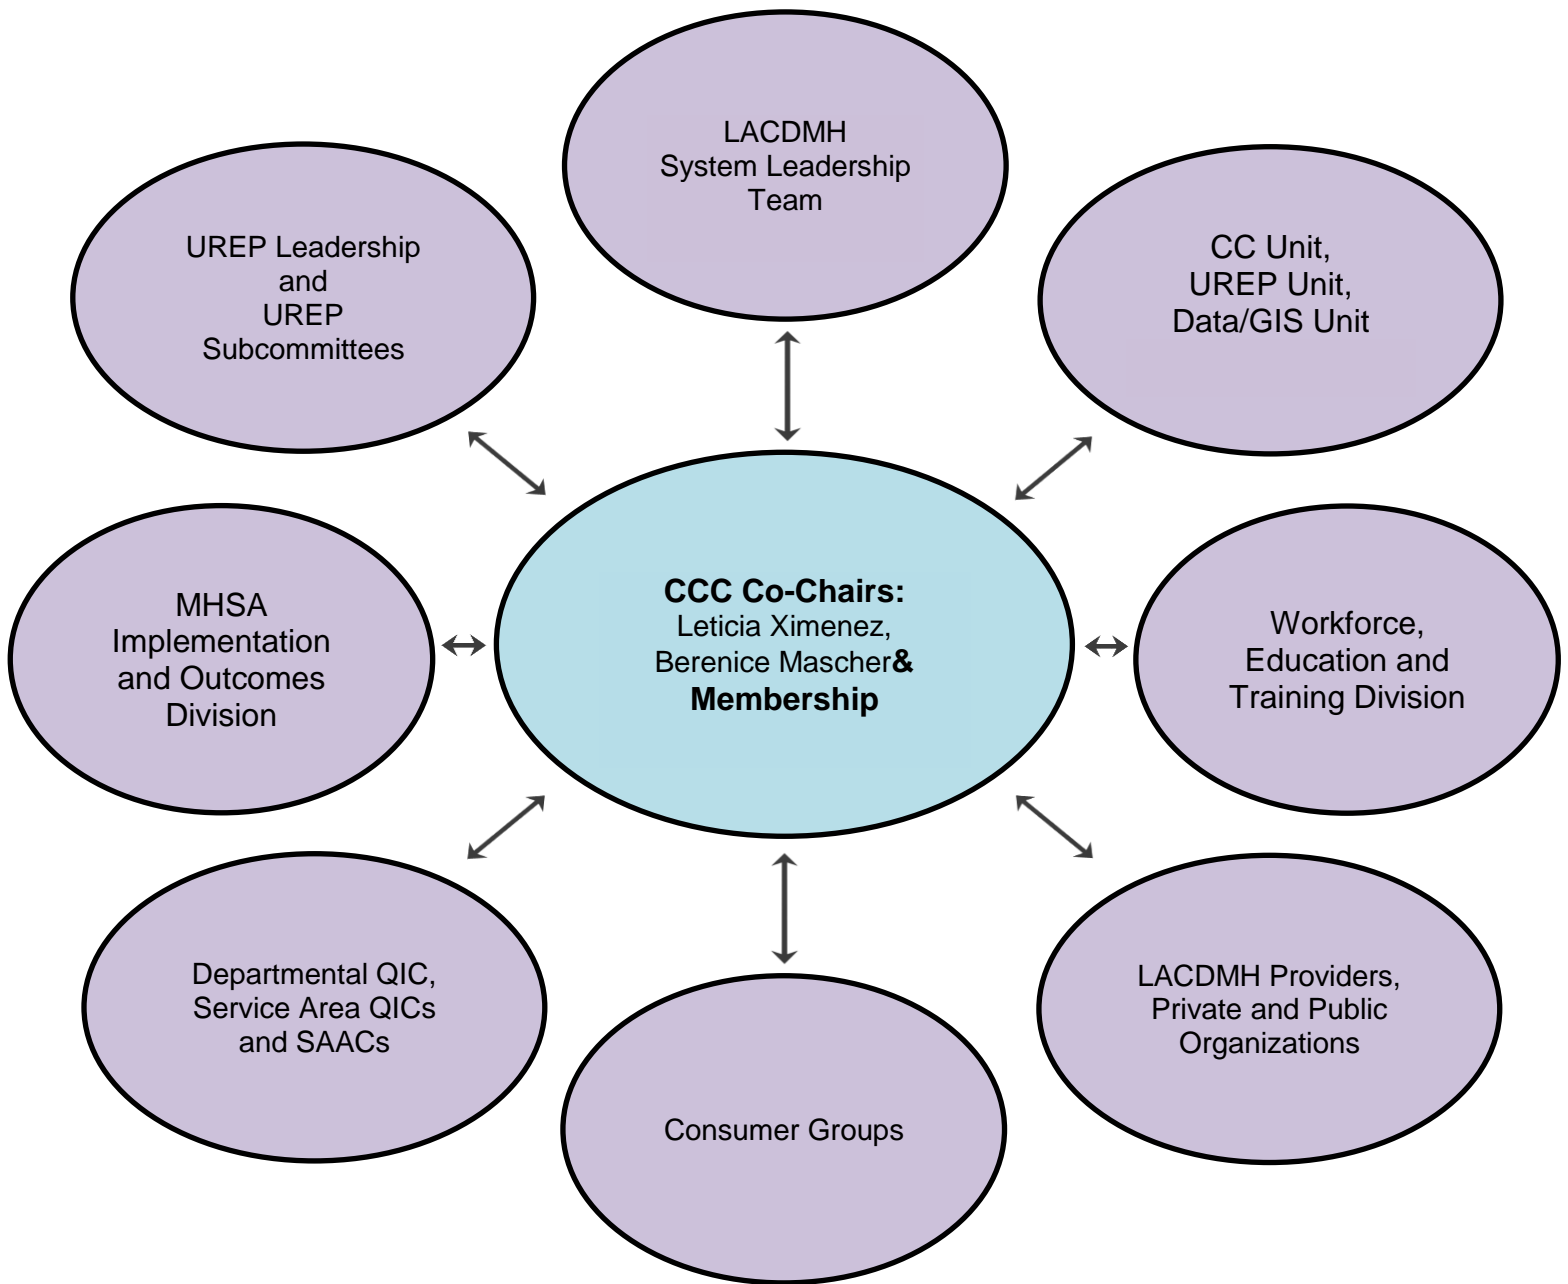 LACDMH
System Leadership
Team
UREP Leadership
and
UREP
Subcommittees
CC Unit,
UREP Unit,
Data/GIS Unit
MHSA
Implementation
and Outcomes
Division
CCC Co-Chairs:
Leticia Ximenez,
Berenice Mascher&
Membership
Workforce,
Education and
Training Division
Departmental QIC,
Service Area QICs
and SAACs
Consumer Groups
LACDMH Providers,
Private and Public
Organizations